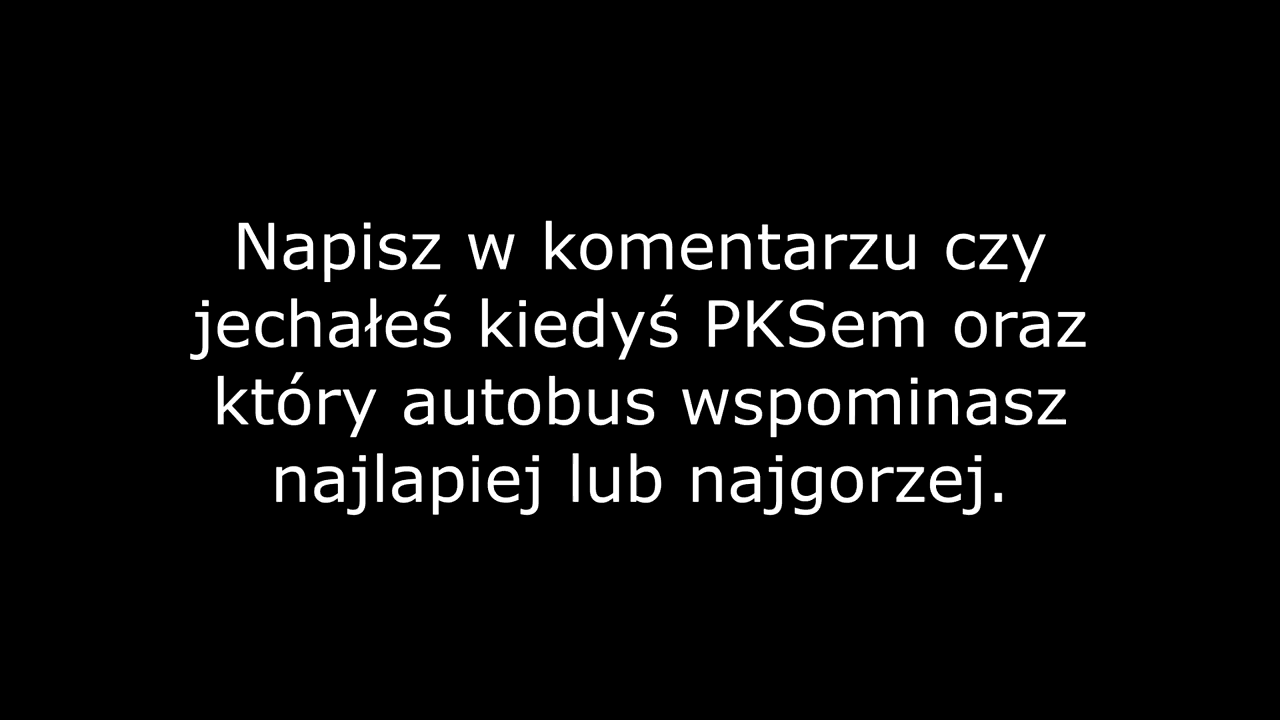 Napisz w komentarzu czy
jechałeś kiedyś PKSem oraz
który autobus wspominasz
najlapiej lub najgorzej.